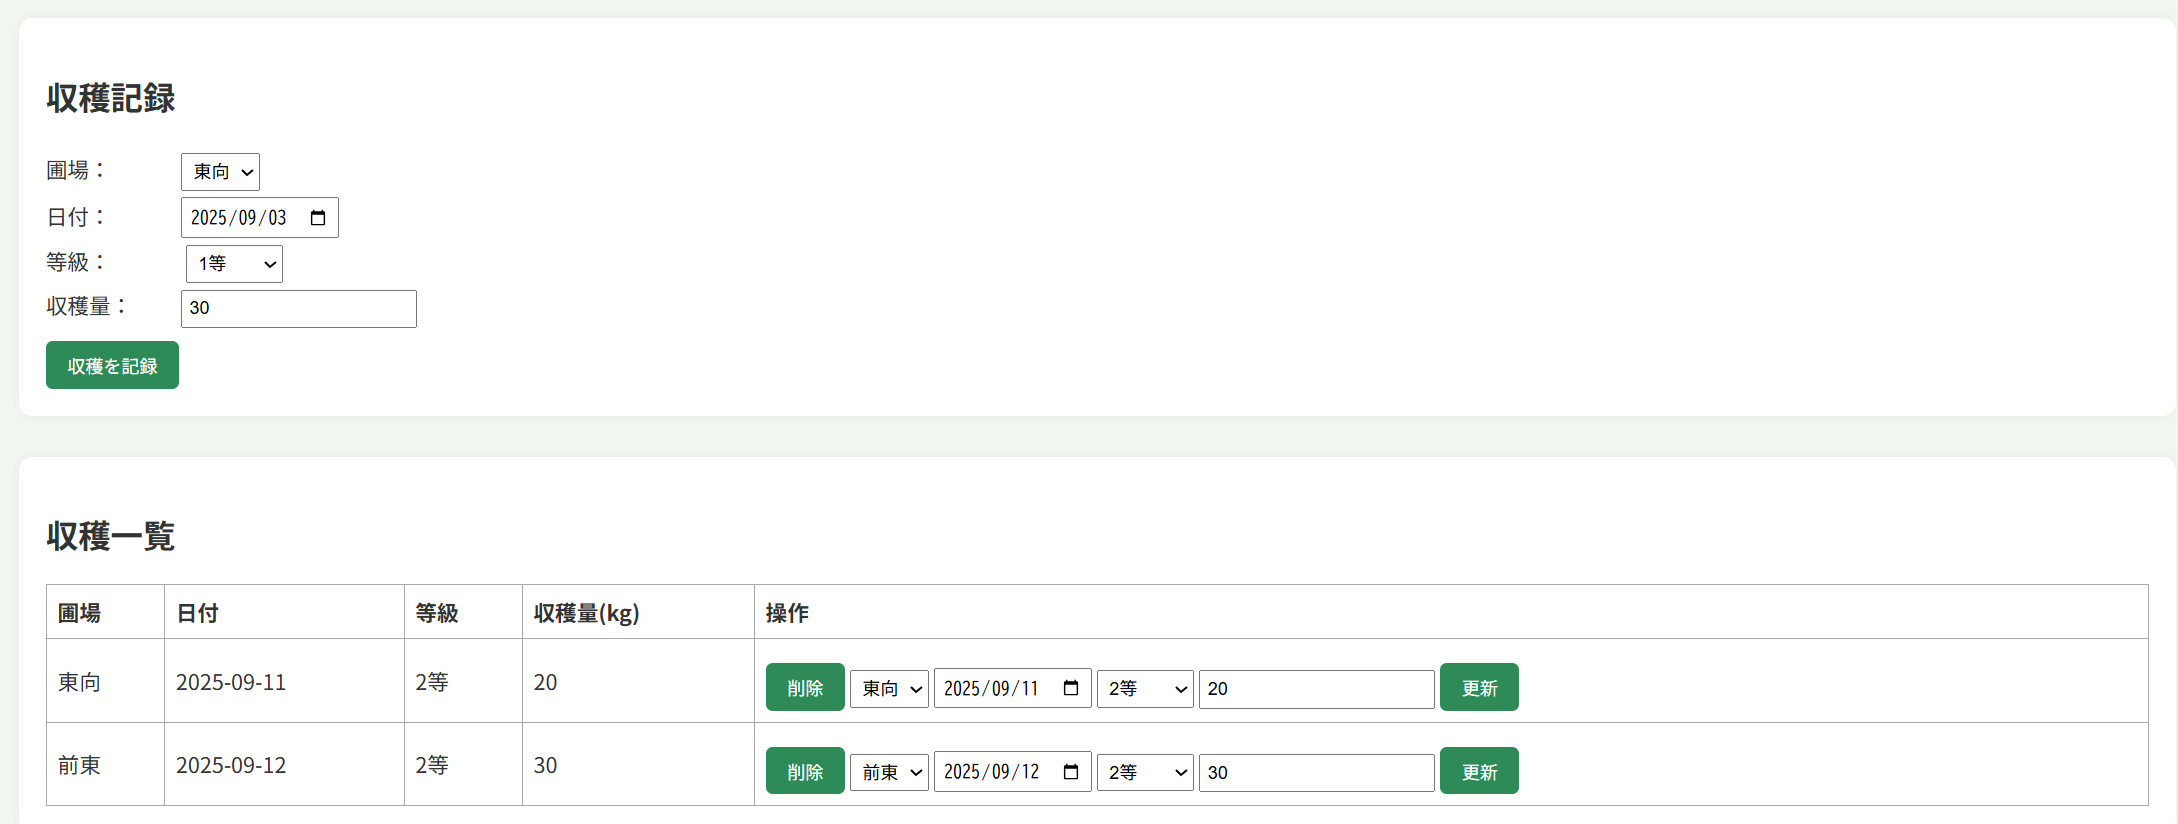 収穫記録
圃場： 東向
日付： 2025/09/03
等級： 1等
収穫量： 30
収穫を記録
収穫一覧
圃場 日付 等級 収穫量(kg) 操作
東向 2025-09-11 2等 20 削除 東向 2025/09/11 2等 20 更新
前東 2025-09-12 2等 30 削除 前東 2025/09/12 2等 30 更新